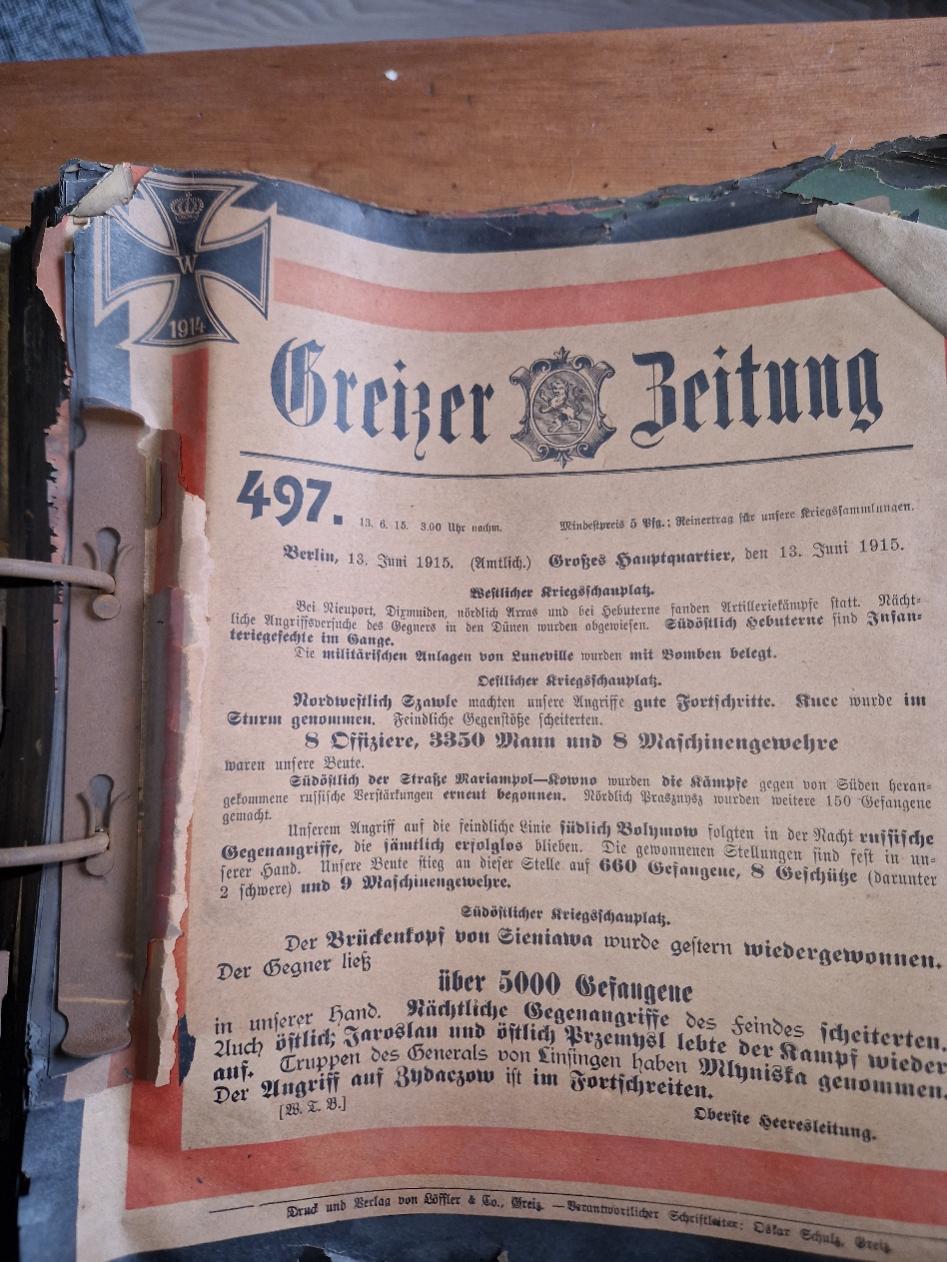 W
1914
Greizer Zeitung
497. 13. 6. 15. 3.00 Uhr nachm. Mindestpreis 5 Pfg.; Reinertrag für unsere Kriegssammlungen.
Berlin, 13. Juni 1915. (Amtlich.) Großes Hauptquartier, den 13. Juni 1915.
Westlicher Kriegsschauplatz.
Bei Nieuport, Dixmuiden, nördlich Arras und bei Hebuterne fanden Artilleriekämpfe statt. Nächt-
liche Angriffsversuche des Gegners in den Dünen wurden abgewiesen. Südöstlich Hebuterne sind Infan-
teriegefechte im Gange.
Die militärischen Anlagen von Luneville wurden mit Bomben belegt.
Oestlicher Kriegsschauplatz.
Nordwestlich Szawle machten unsere Angriffe gute Fortschritte. Kuce wurde im
Sturm genommen. Feindliche Gegenstöße scheiterten.
8 Offiziere, 3350 Mann und 8 Maschinengewehre
waren unsere Beute.
Südöstlich der Straße Mariampol—Kowno wurden die Kämpfe gegen von Süden heran-
gekommene russische Verstärkungen erneut begonnen. Nördlich Prasznysz wurden weitere 150 Gefangene
gemacht.
Unserem Angriff auf die feindliche Linie südlich Bolymow folgten in der Nacht russische
Gegenangriffe, die sämtlich erfolglos blieben. Die gewonnenen Stellungen sind fest in un-
serer Hand. Unsere Beute stieg an dieser Stelle auf 660 Gefangene, 8 Geschütze (darunter
2 schwere) und 9 Maschinengewehre.
Südöstlicher Kriegsschauplatz.
Der Brückenkopf von Sieniawa wurde gestern wiedergewonnen.
Der Gegner ließ
über 5000 Gefangene
in unserer Hand. Nächtliche Gegenangriffe des Feindes scheiterten.
Auch östlich Jaroslau und östlich Przemysl lebte der Kampf wieder
auf. Truppen des Generals von Linsingen haben Mlyniska genommen.
Der Angriff auf Zydaczow ist im Fortschreiten.
[W. T. B.] Oberste Heeresleitung.
Druck und Verlag von Löffler & Co., Greiz. — Verantwortlicher Schriftleiter: Oskar Schulz, Greiz.